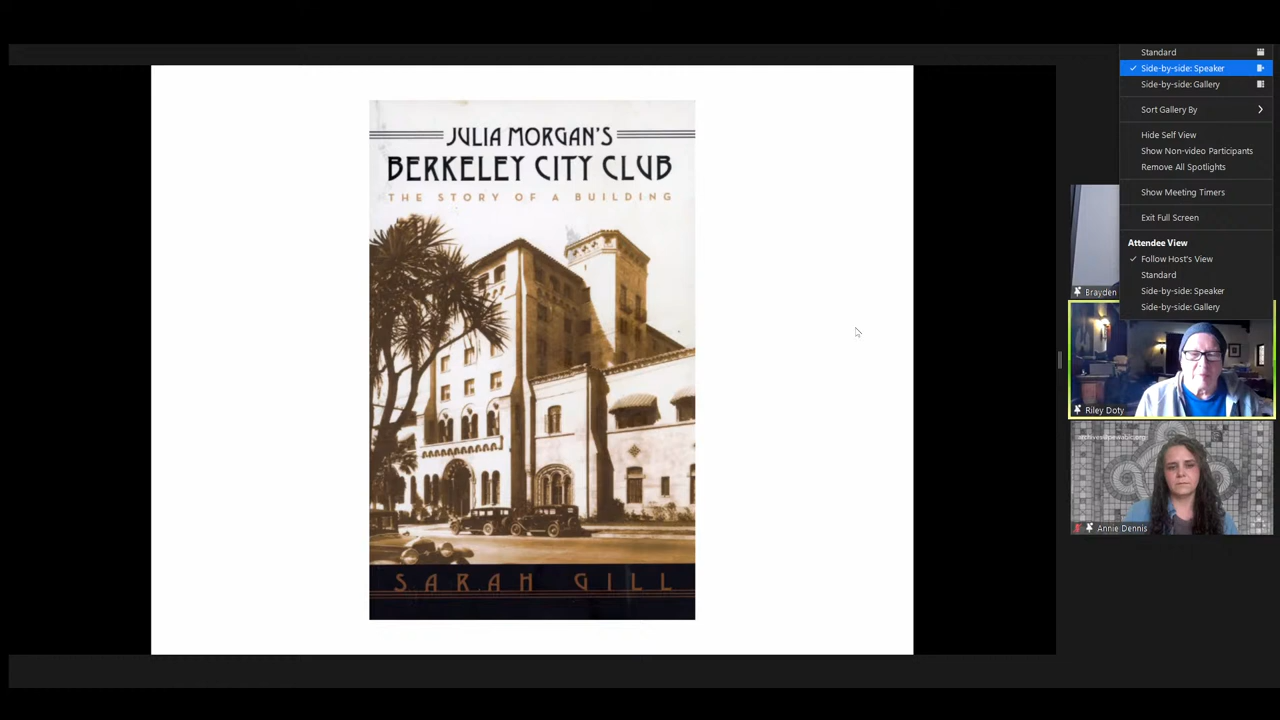 JULIA MORGAN'S
BERKELEY CITY CLUB
THE STORY OF A BUILDING
SARAH GILL
Standard
Side-by-side: Speaker
Side-by-side: Gallery
Sort Gallery By
Hide Self View
Show Non-video Participants
Remove All Spotlights
Show Meeting Timers
Exit Full Screen
Attendee View
Follow Host's View
Standard
Side-by-side: Speaker
Side-by-side: Gallery
Brayden
Riley Doty
Annie Dennis